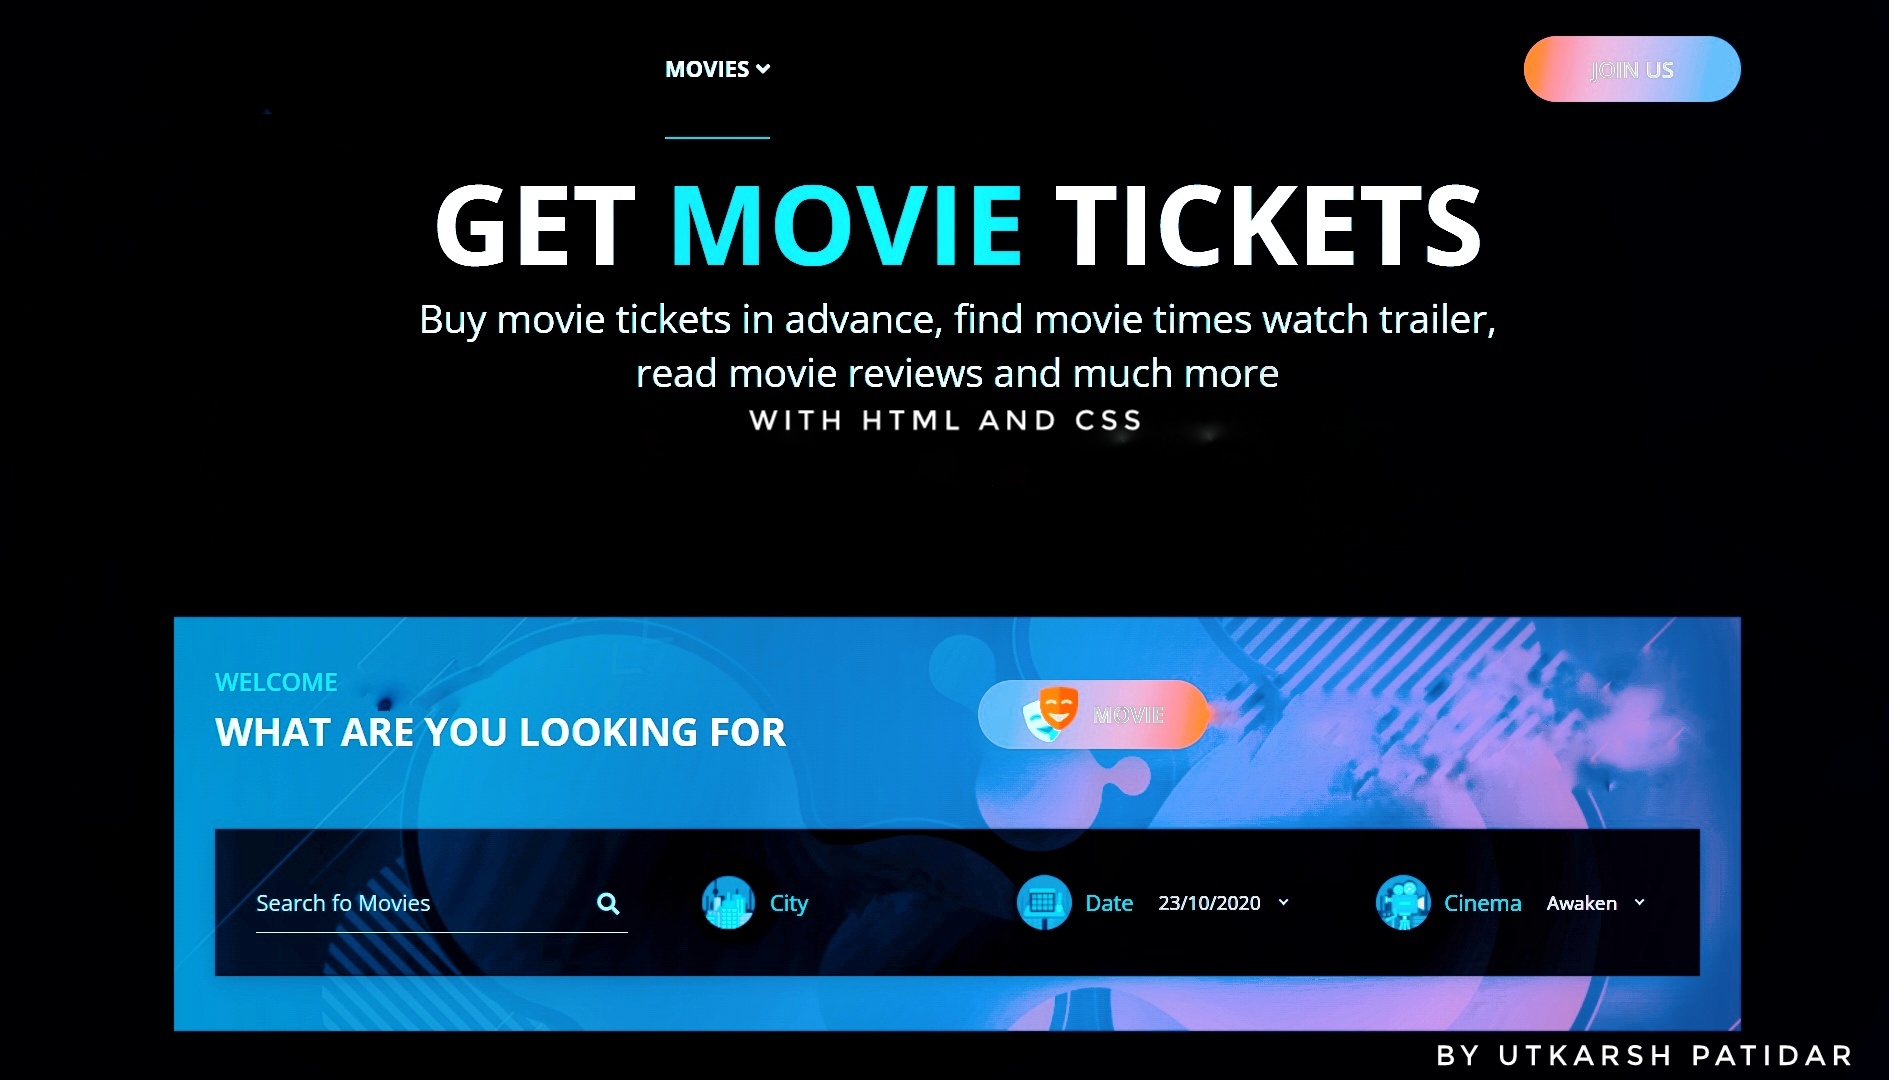 MOVIES
JOIN US
GET MOVIE TICKETS
Buy movie tickets in advance, find movie times watch trailer,
read movie reviews and much more
WITH HTML AND CSS
WELCOME
WHAT ARE YOU LOOKING FOR
MOVIE
Search fo Movies
City
Date 23/10/2020
Cinema Awaken
BY UTKARSH PATIDAR